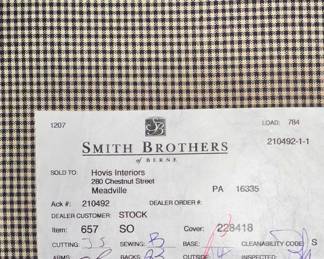 1207 LOAD: 784
SB
SMITH BROTHERS
of BERNE
210492-1-1
SOLD TO: Hovis Interiors
280 Chestnut Street
Meadville PA 16335
Ack #: 210492 DEALER ORDER #:
DEALER CUSTOMER: STOCK
Item: 657 SO Cover: 228418
CUTTING: JS SEWING: B BASE: CLEANABILITY CODE: S
ARMS: BACKS: OUTSIDE INSPECTED: